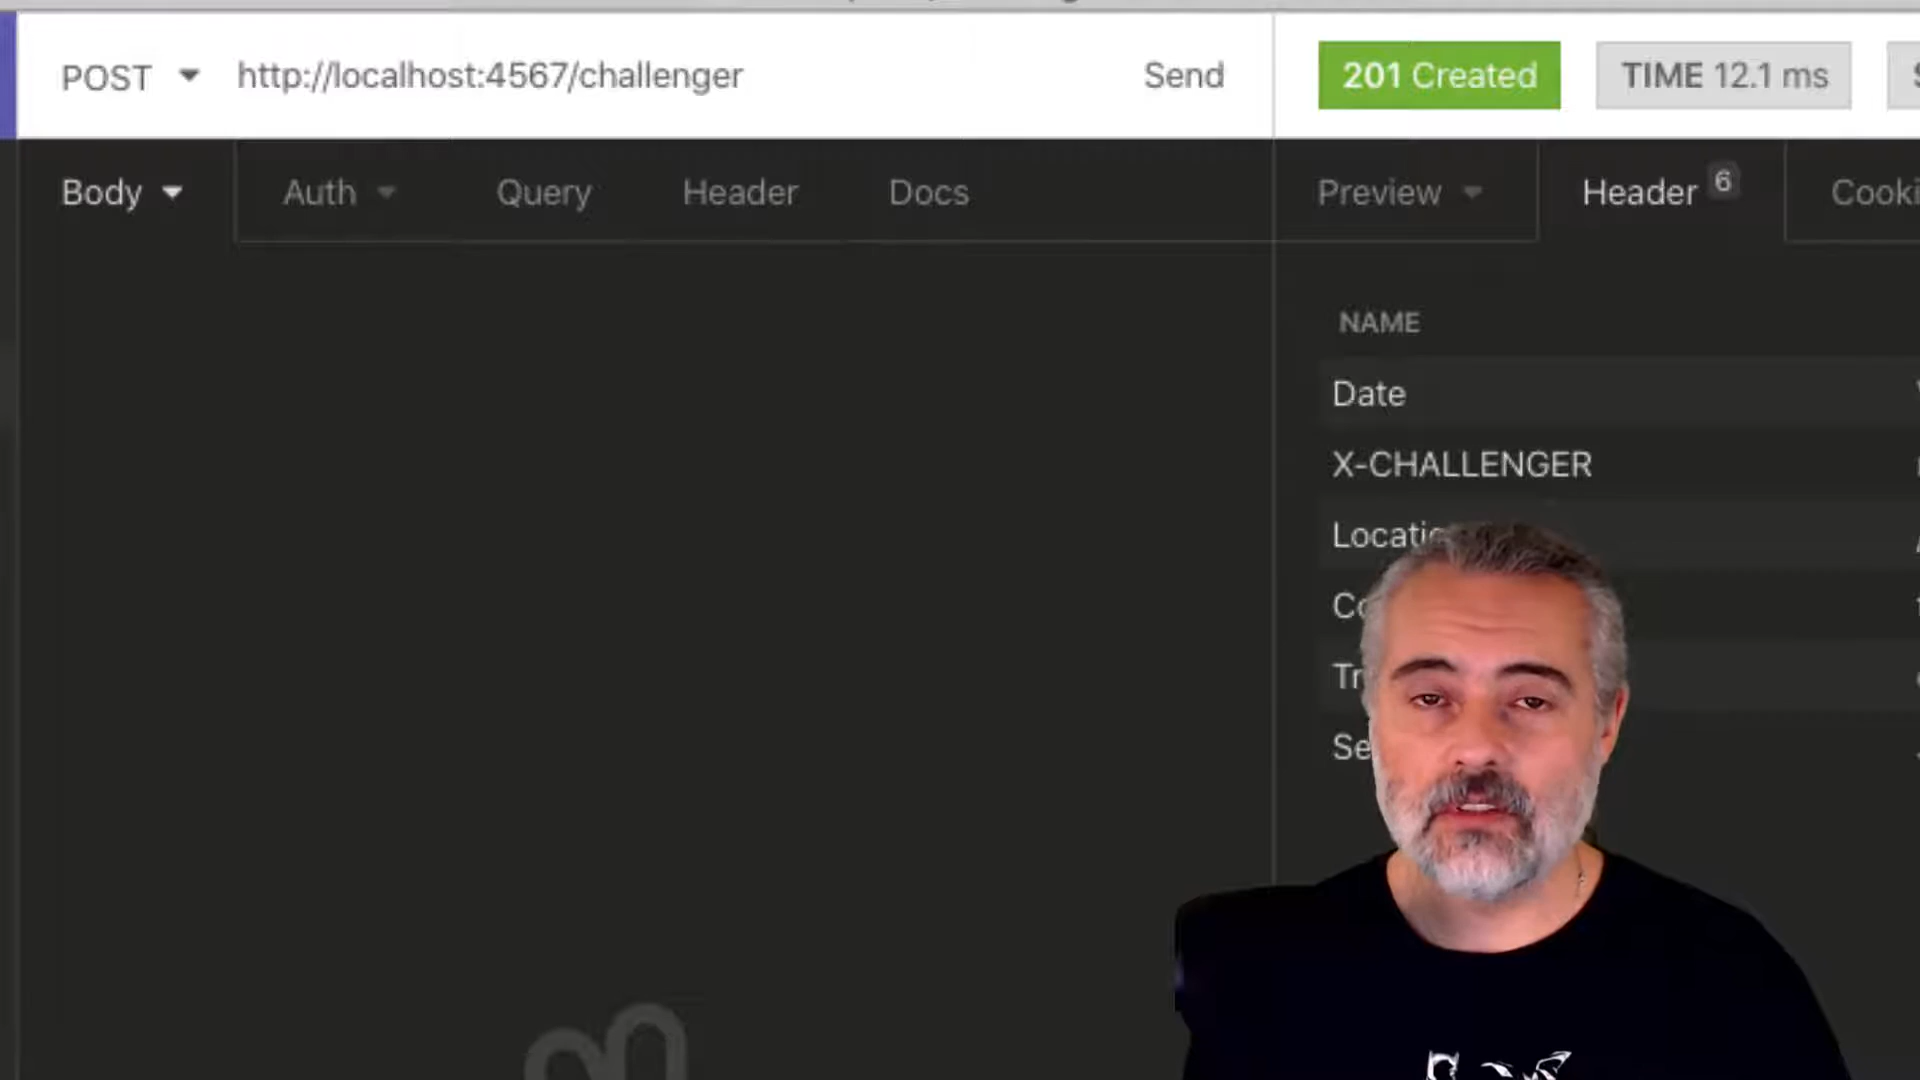 POST http://localhost:4567/challenger Send 201 Created TIME 12.1 ms
Body Auth Query Header Docs Preview Header 6
NAME
Date
X-CHALLENGER